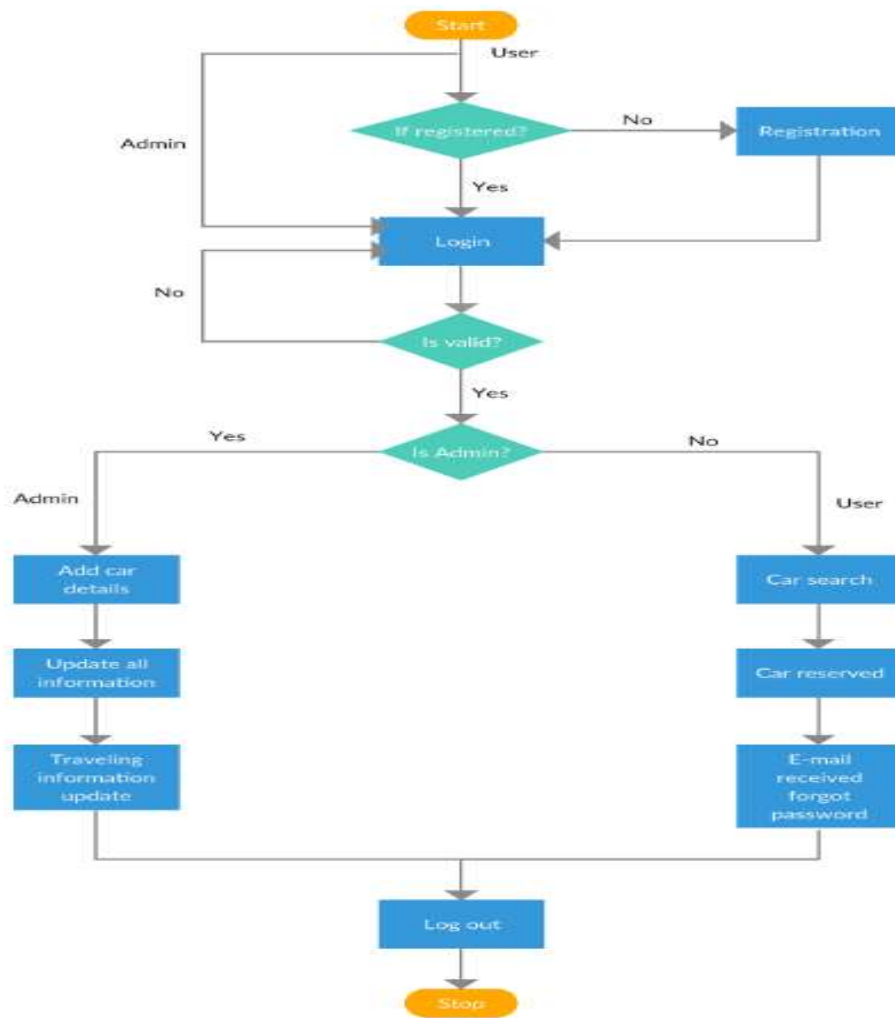 Start
User
If registered?
No
Registration
Admin
Yes
Login
No
Is valid?
Yes
Yes
Is Admin?
No
Admin
User
Add car
details
Car search
Update all
information
Car reserved
Traveling
information
update
E-mail
received
forgot
password
Log out
Stop